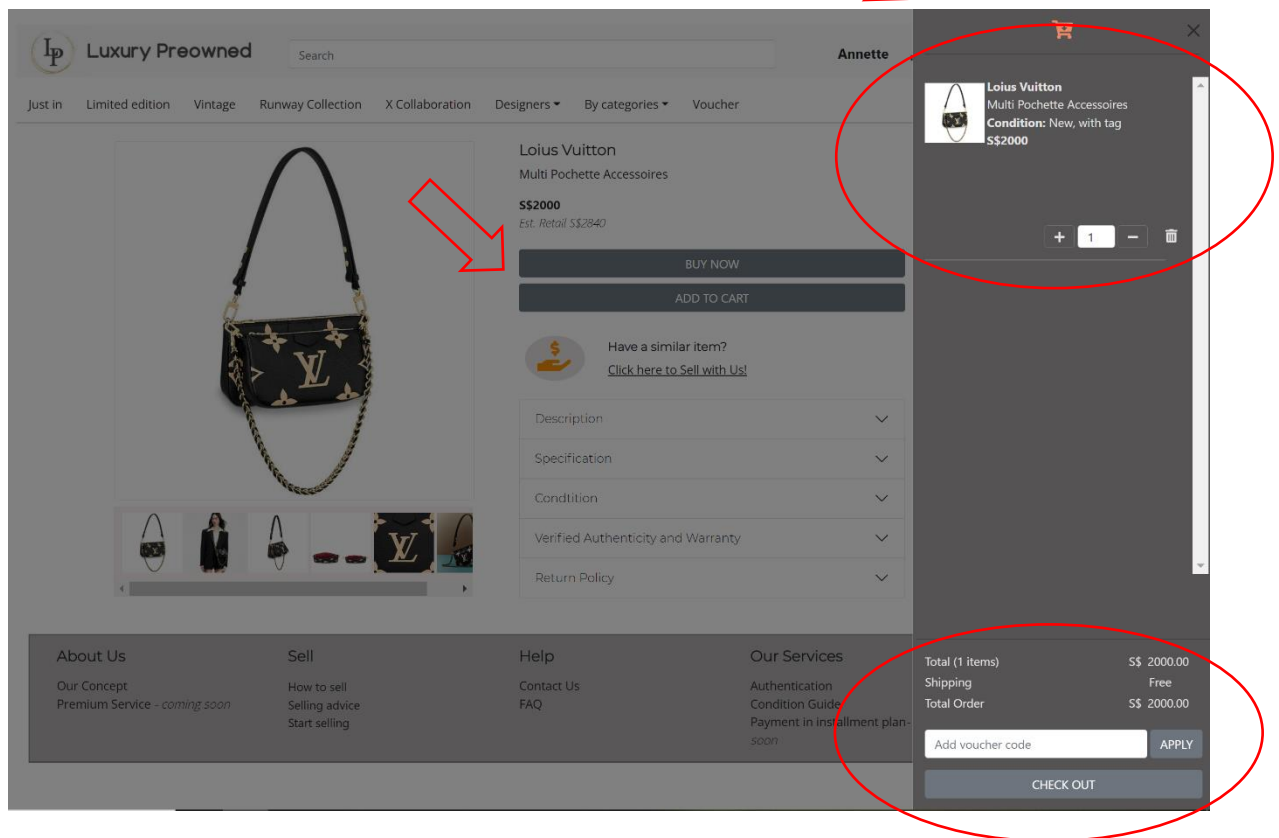 LP
Luxury Preowned
Search
Annette
Just in
Limited edition
Vintage
Runway Collection
X Collaboration
Designers
By categories
Voucher
Loius Vuitton
Multi Pochette Accessoires
S$2000
Est. Retail S$2840
BUY NOW
ADD TO CART
$
Have a similar item?
Click here to Sell with Us!
Description
Specification
Condtition
Verified Authenticity and Warranty
Return Policy
LV
LV
About Us
Our Concept
Premium Service - coming soon
Sell
How to sell
Selling advice
Start selling
Help
Contact Us
FAQ
Our Services
Authentication
Condition Guide
Payment in installment plan-
soon
Loius Vuitton
Multi Pochette Accessoires
Condition: New, with tag
S$2000
+ 1 −
Total (1 items) S$ 2000.00
Shipping Free
Total Order S$ 2000.00
Add voucher code APPLY
CHECK OUT